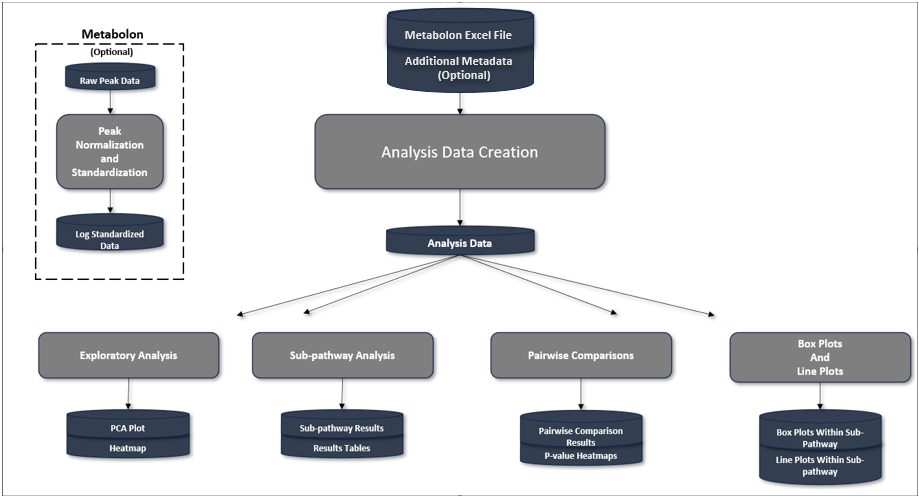 Metabolon
(Optional)
Raw Peak Data
Peak
Normalization
and
Standardization
Log Standardized
Data
Metabolon Excel File
Additional Metadata
(Optional)
Analysis Data Creation
Analysis Data
Exploratory Analysis
PCA Plot
Heatmap
Sub-pathway Analysis
Sub-pathway Results
Results Tables
Pairwise Comparisons
Pairwise Comparison
Results
P-value Heatmaps
Box Plots
And
Line Plots
Box Plots Within Sub-
Pathway
Line Plots Within Sub-
pathway